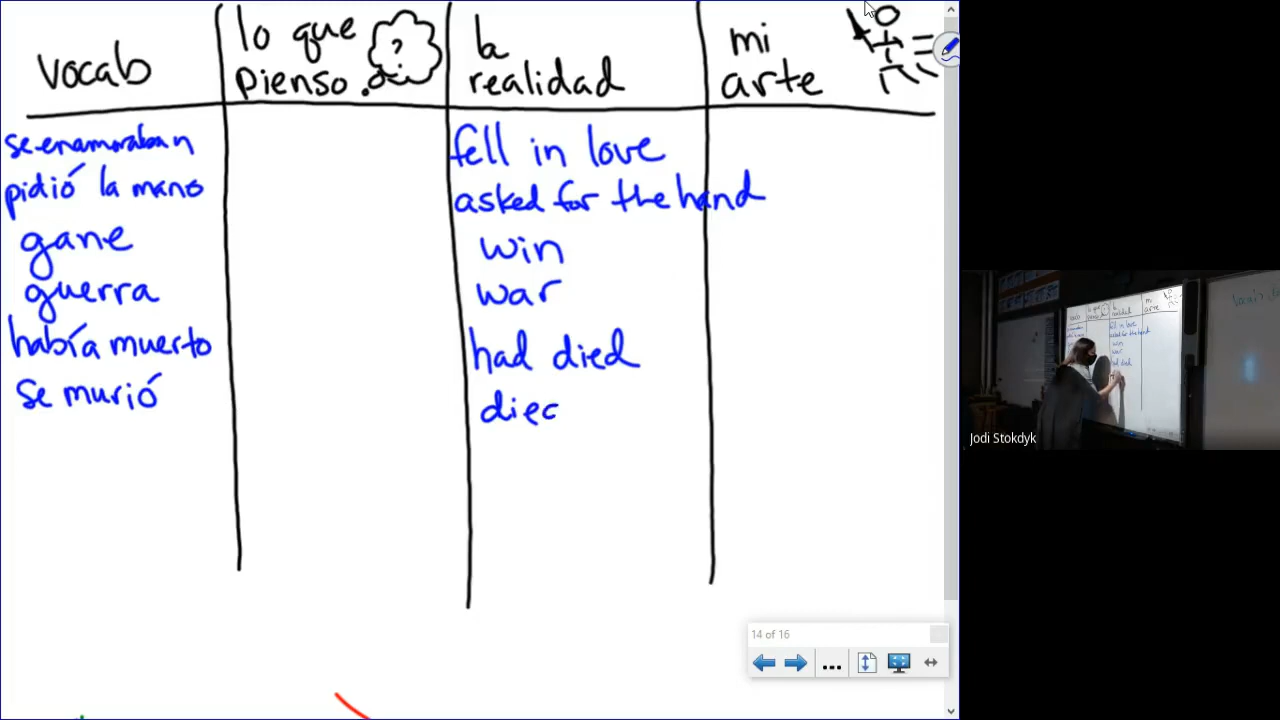 vocab
lo que pienso.
?
la realidad
mi arte
se enamoraban
fell in love
pidió la mano
asked for the hand
gane
win
guerra
war
había muerto
had died
se murió
diec
14 of 16
Jodi Stokdyk